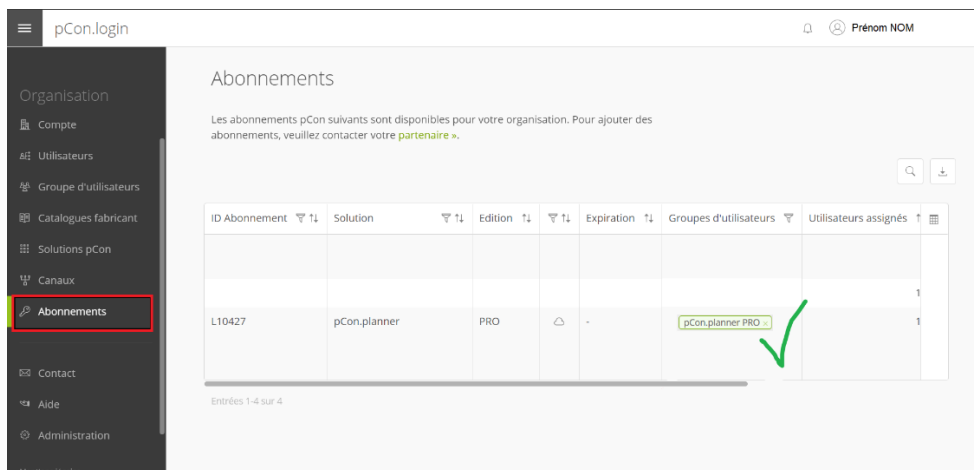 pCon.login
Prénom NOM
Organisation
Compte
Utilisateurs
Groupe d'utilisateurs
Catalogues fabricant
Solutions pCon
Canaux
Abonnements
Contact
Aide
Administration
Abonnements
Les abonnements pCon suivants sont disponibles pour votre organisation. Pour ajouter des
abonnements, veuillez contacter votre partenaire ».
ID Abonnement Solution Edition Expiration Groupes d'utilisateurs Utilisateurs assignés
1
L10427 pCon.planner PRO - pCon.planner PRO × 1
Entrées 1-4 sur 4